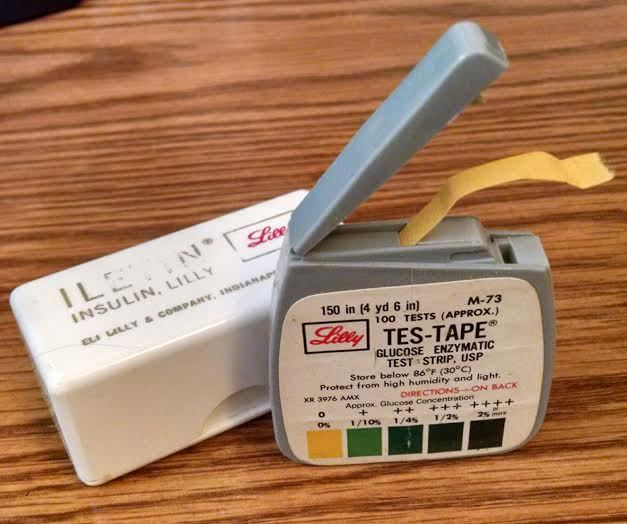 ILETIN®
INSULIN, LILLY
Lilly
ELI LILLY & COMPANY, INDIANAP
150 in (4 yd 6 in) M-73
100 TESTS (APPROX.)
Lilly
TES-TAPE®
GLUCOSE ENZYMATIC
TEST STRIP, USP
Store below 86°F (30°C)
Protect from high humidity and light.
DIRECTIONS—ON BACK
XR 3976 AMX
Approx. Glucose Concentration
0 + ++ +++ ++++
0% 1/10% 1/4% 1/2% 2% or more